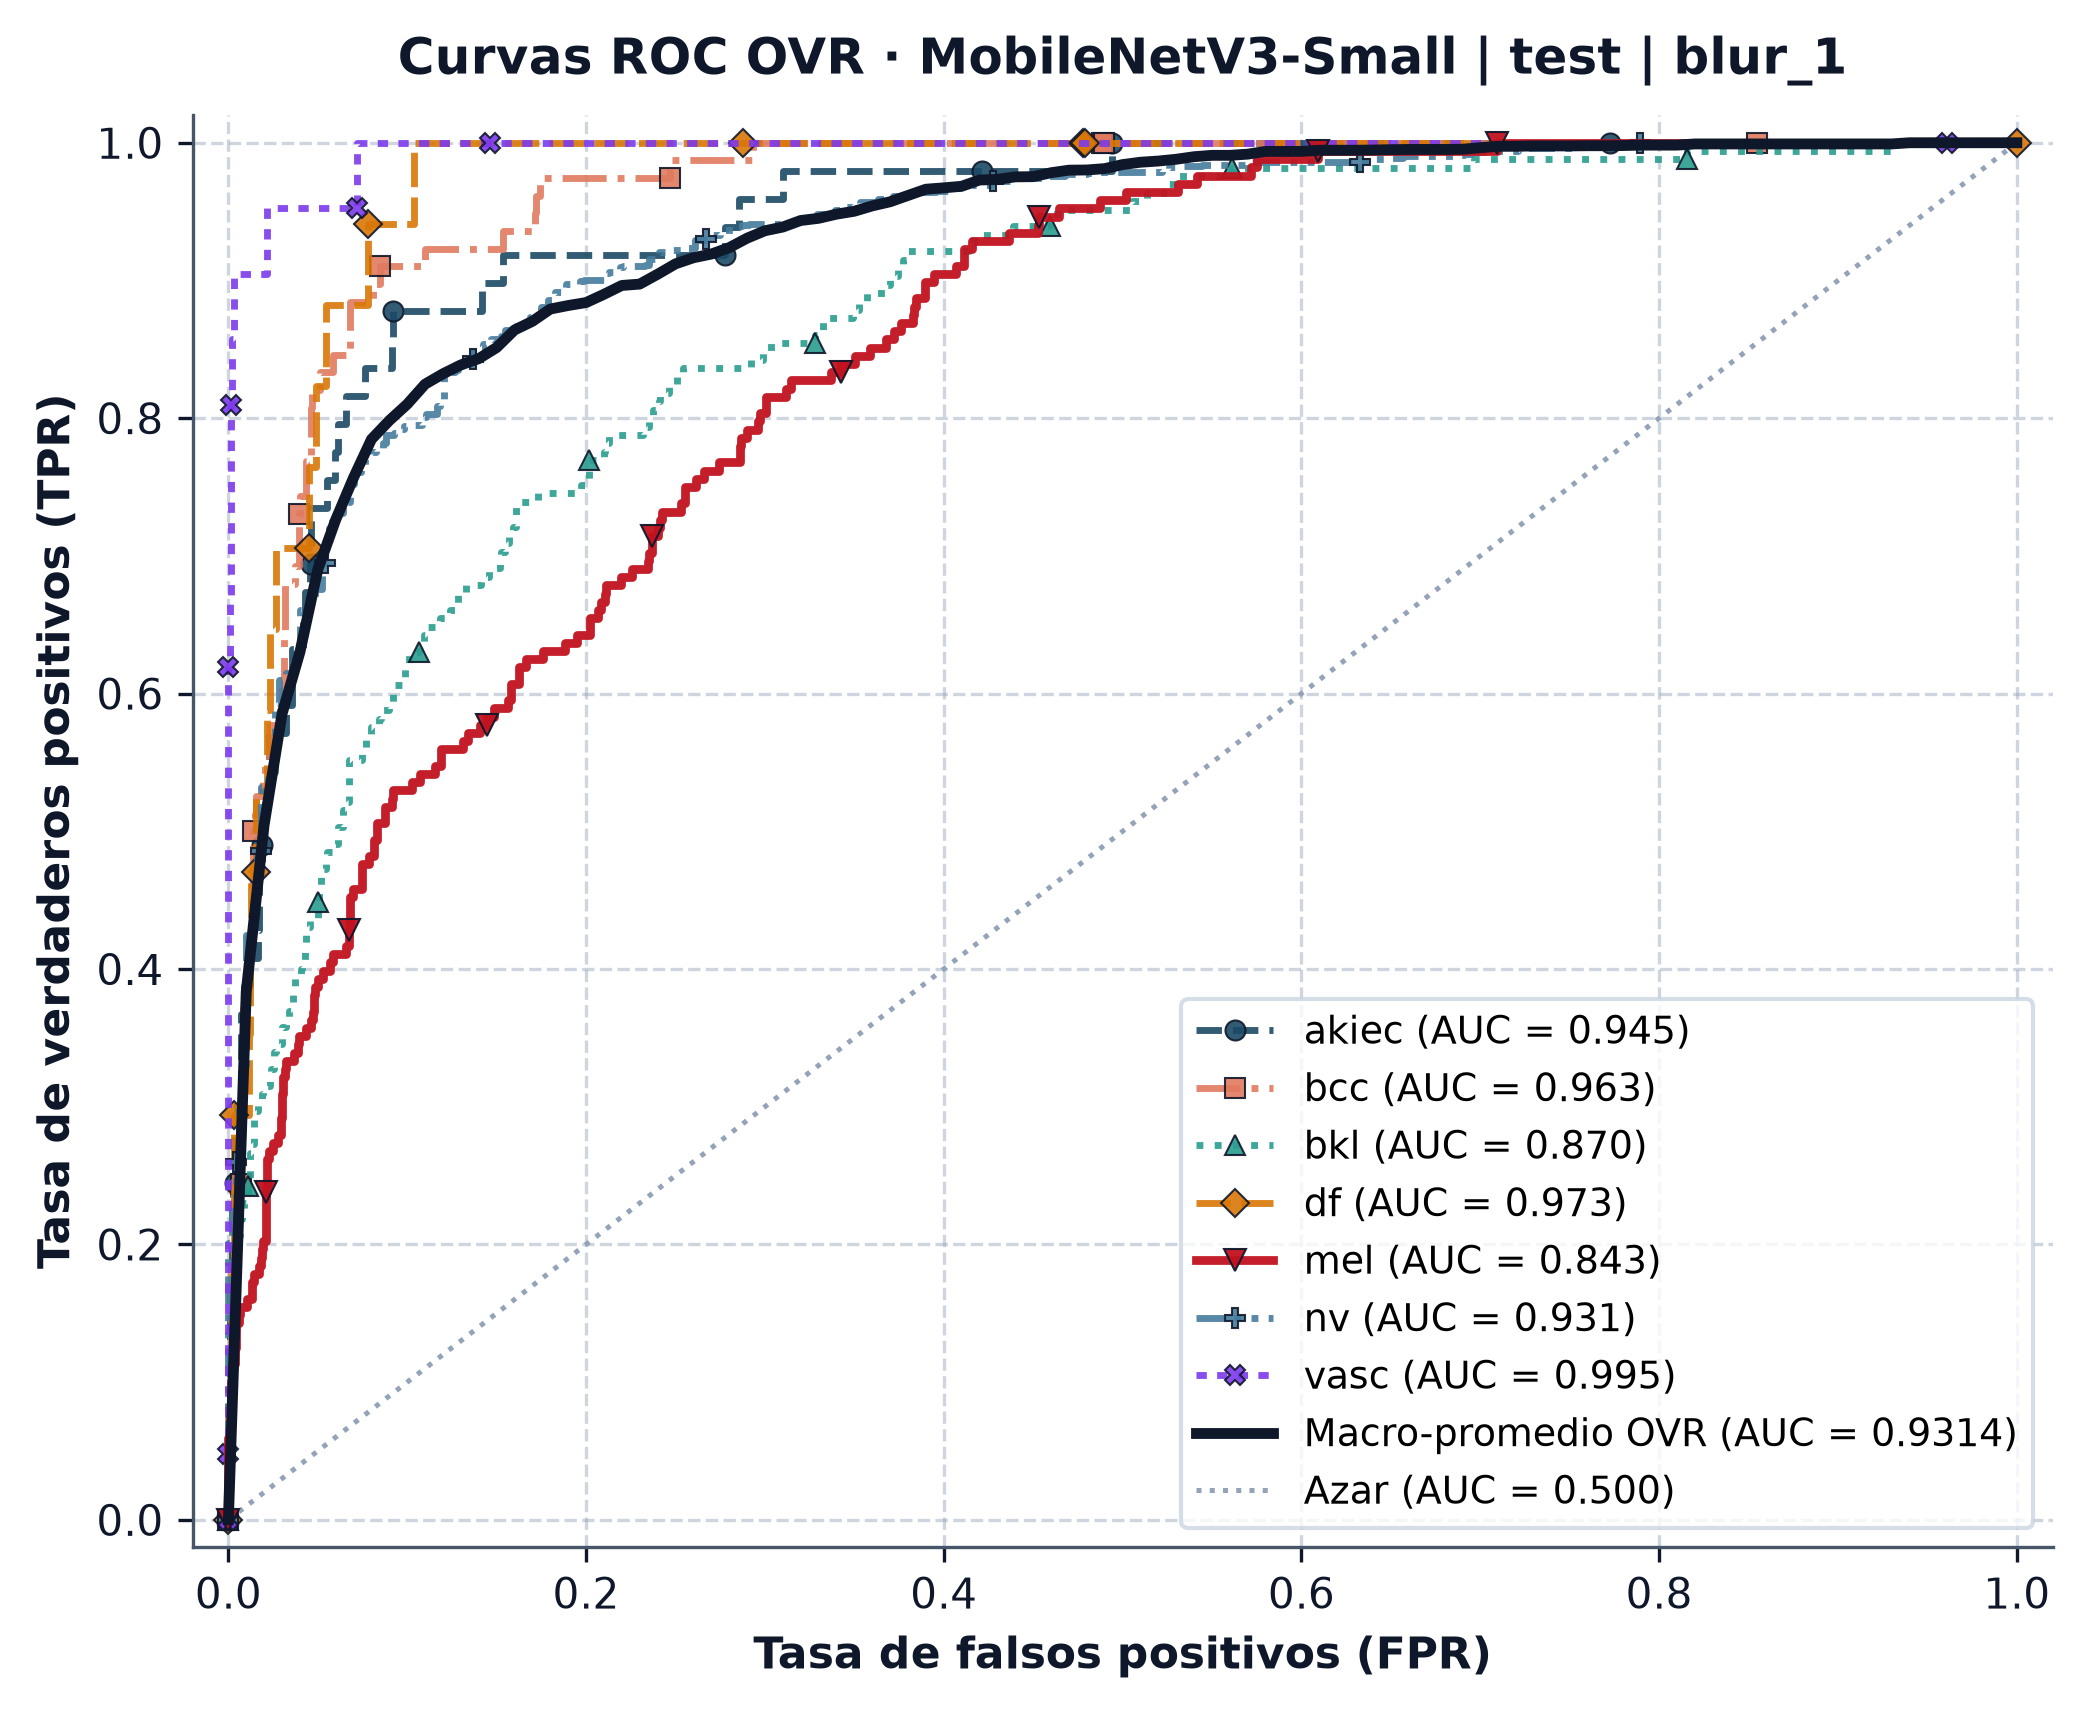 Curvas ROC OVR · MobileNetV3-Small | test | blur_1
Tasa de verdaderos positivos (TPR)
1.0
0.8
0.6
0.4
0.2
0.0
akiec (AUC = 0.945)
bcc (AUC = 0.963)
bkl (AUC = 0.870)
df (AUC = 0.973)
mel (AUC = 0.843)
nv (AUC = 0.931)
vasc (AUC = 0.995)
Macro-promedio OVR (AUC = 0.9314)
Azar (AUC = 0.500)
0.0 0.2 0.4 0.6 0.8 1.0
Tasa de falsos positivos (FPR)